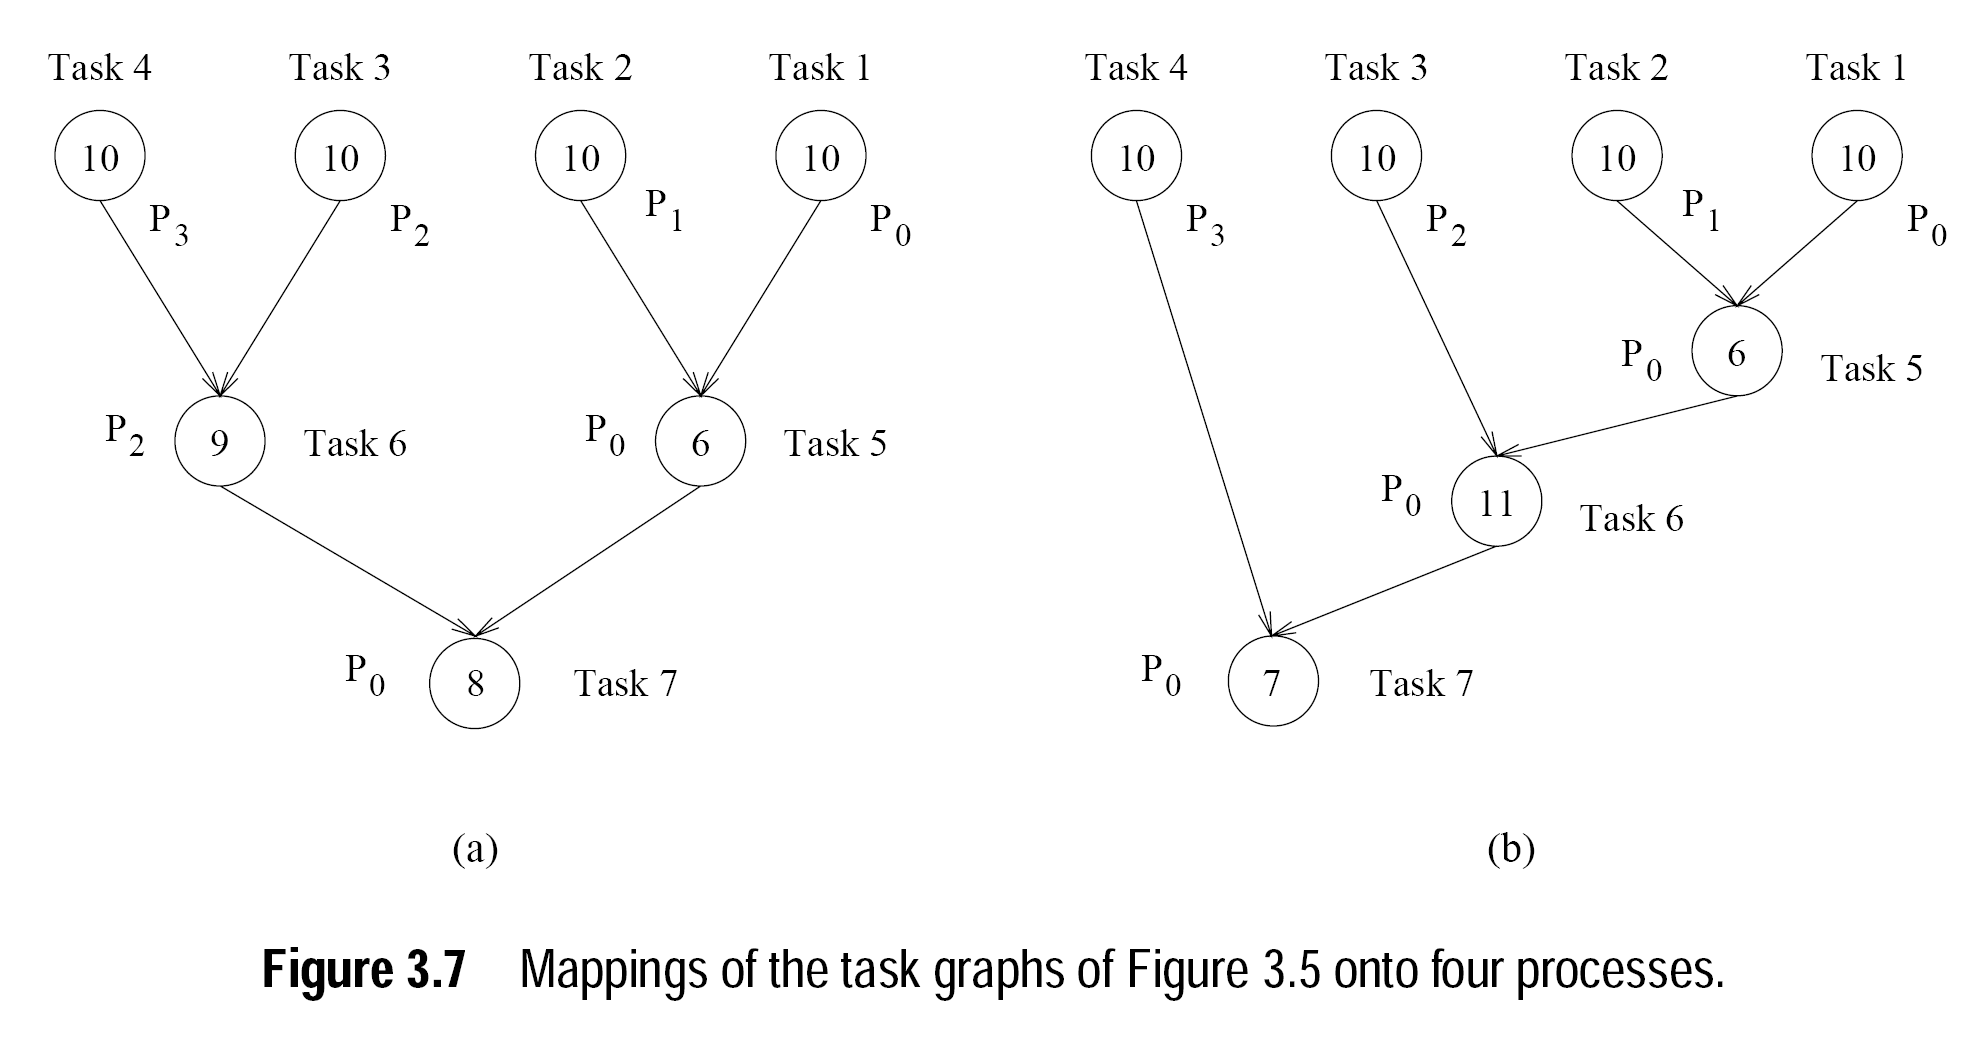 Task 4 Task 3 Task 2 Task 1 Task 4 Task 3 Task 2 Task 1
10 10 10 10 10 10 10 10
P3 P2 P1 P0 P3 P2 P1 P0
P0 6 Task 5
P2 9 Task 6 P0 6 Task 5
P0 11 Task 6
P0 8 Task 7 P0 7 Task 7
(a) (b)
Figure 3.7 Mappings of the task graphs of Figure 3.5 onto four processes.